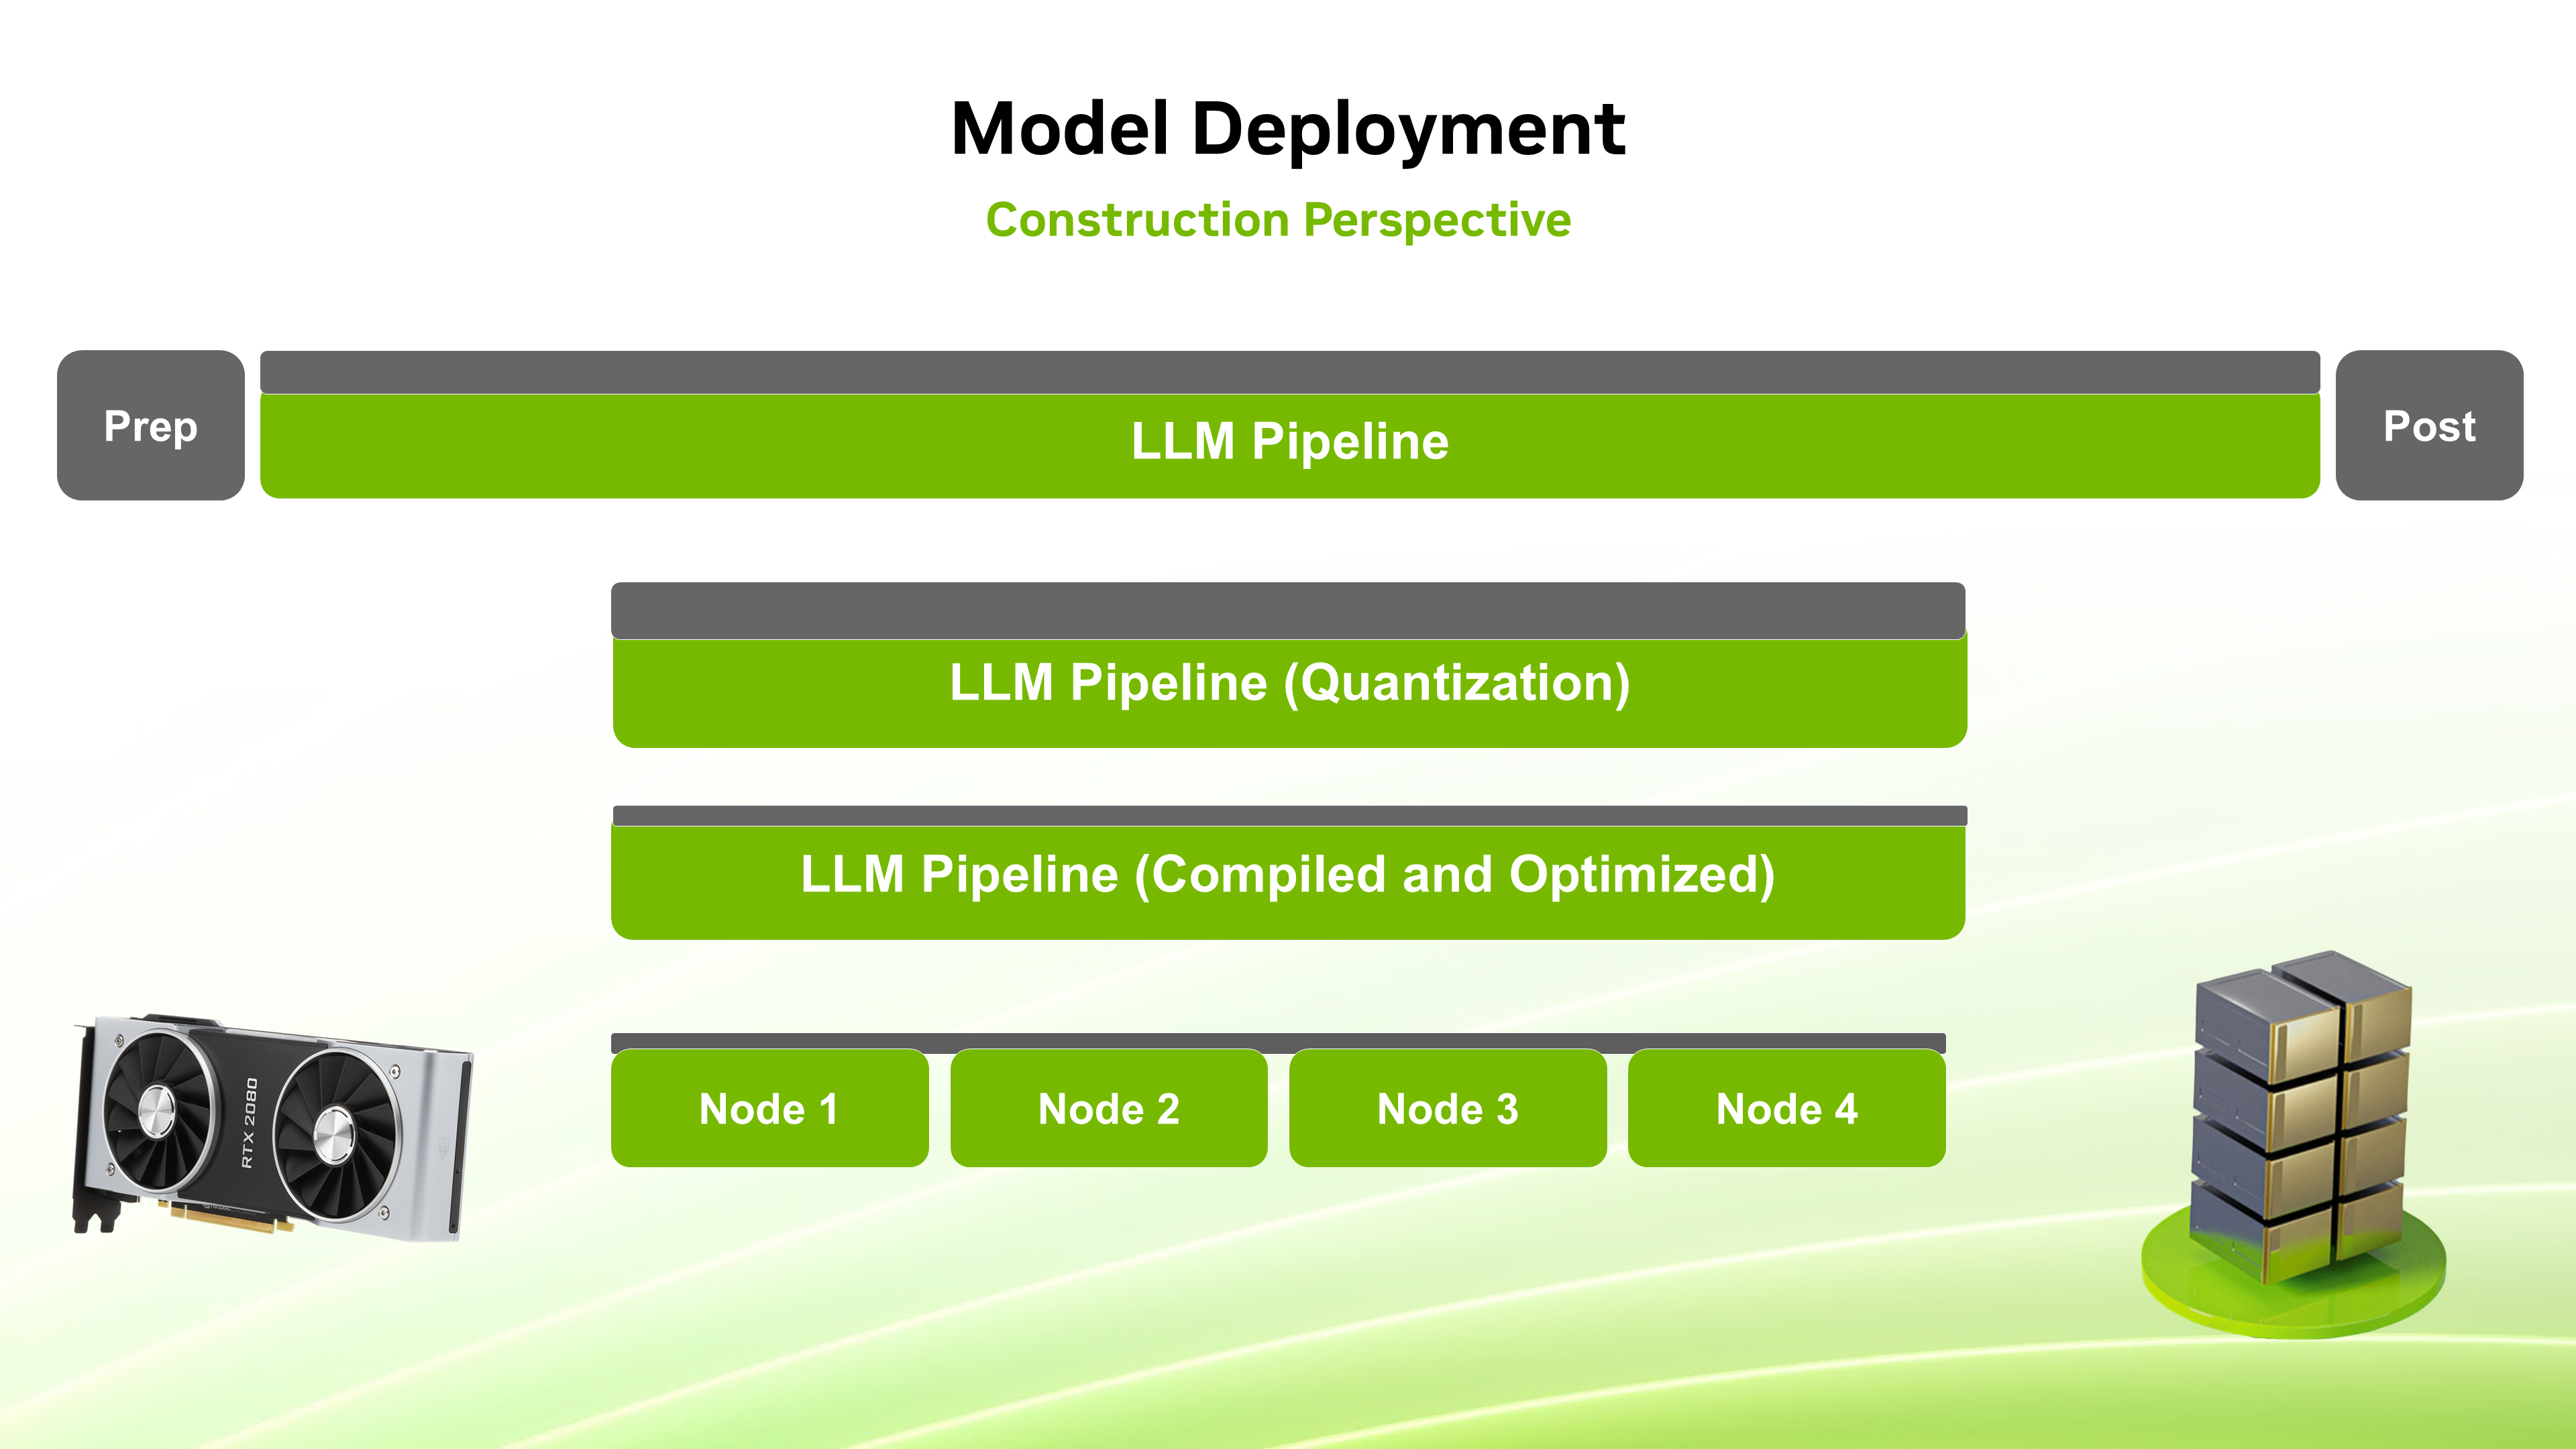 Model Deployment
Construction Perspective
Prep
LLM Pipeline
Post
LLM Pipeline (Quantization)
LLM Pipeline (Compiled and Optimized)
Node 1
Node 2
Node 3
Node 4
RTX 2080